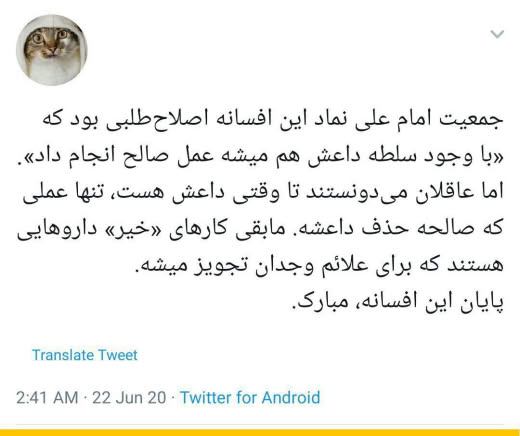 جمعیت امام علی نماد این افسانه اصلاح‌طلبی بود که
«با وجود سلطه داعش هم میشه عمل صالح انجام داد».
اما عاقلان می‌دونستند تا وقتی داعش هست، تنها عملی
که صالحه حذف داعشه. مابقی کارهای «خیر» داروهایی
هستند که برای علائم وجدان تجویز میشه.
پایان این افسانه، مبارک.
Translate Tweet
2:41 AM · 22 Jun 20 · Twitter for Android